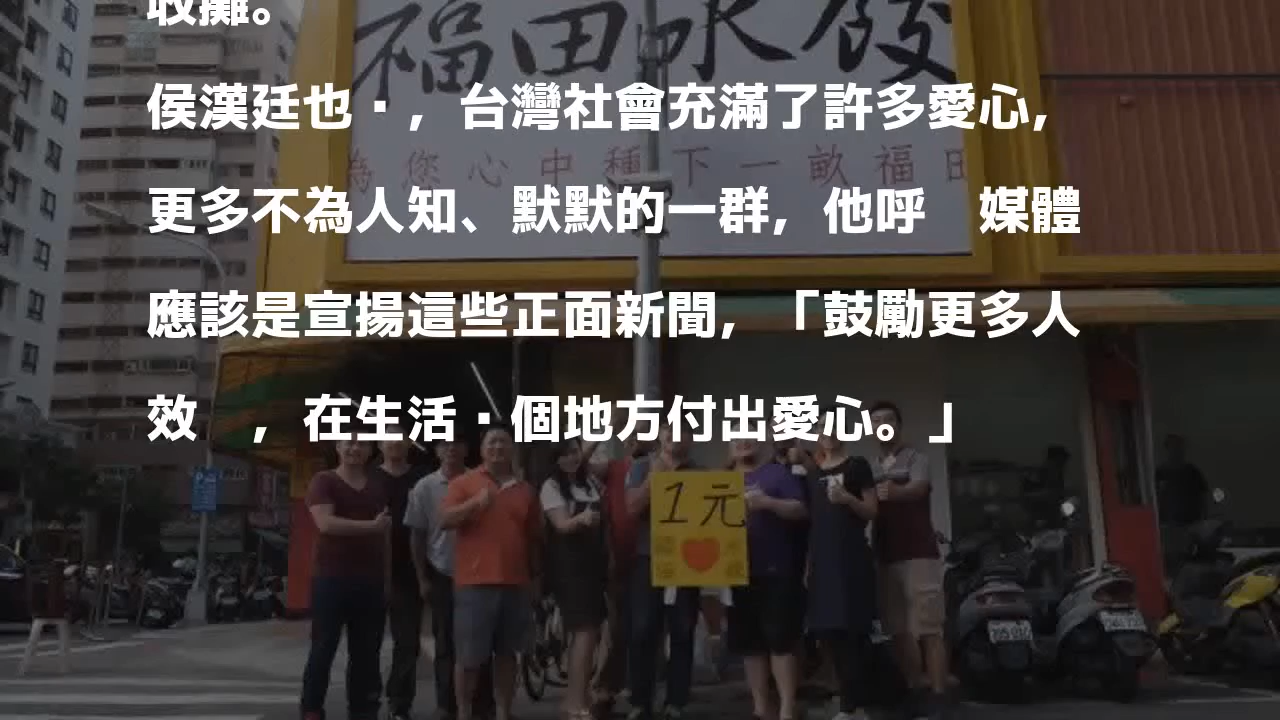 收攤。
侯漢廷也▪，台灣社會充滿了許多愛心，
更多不為人知、默默的一群，他呼　媒體
應該是宣揚這些正面新聞，「鼓勵更多人
效　，在生活▪個地方付出愛心。」
福田永發
為您心中種下一畝福田
1元